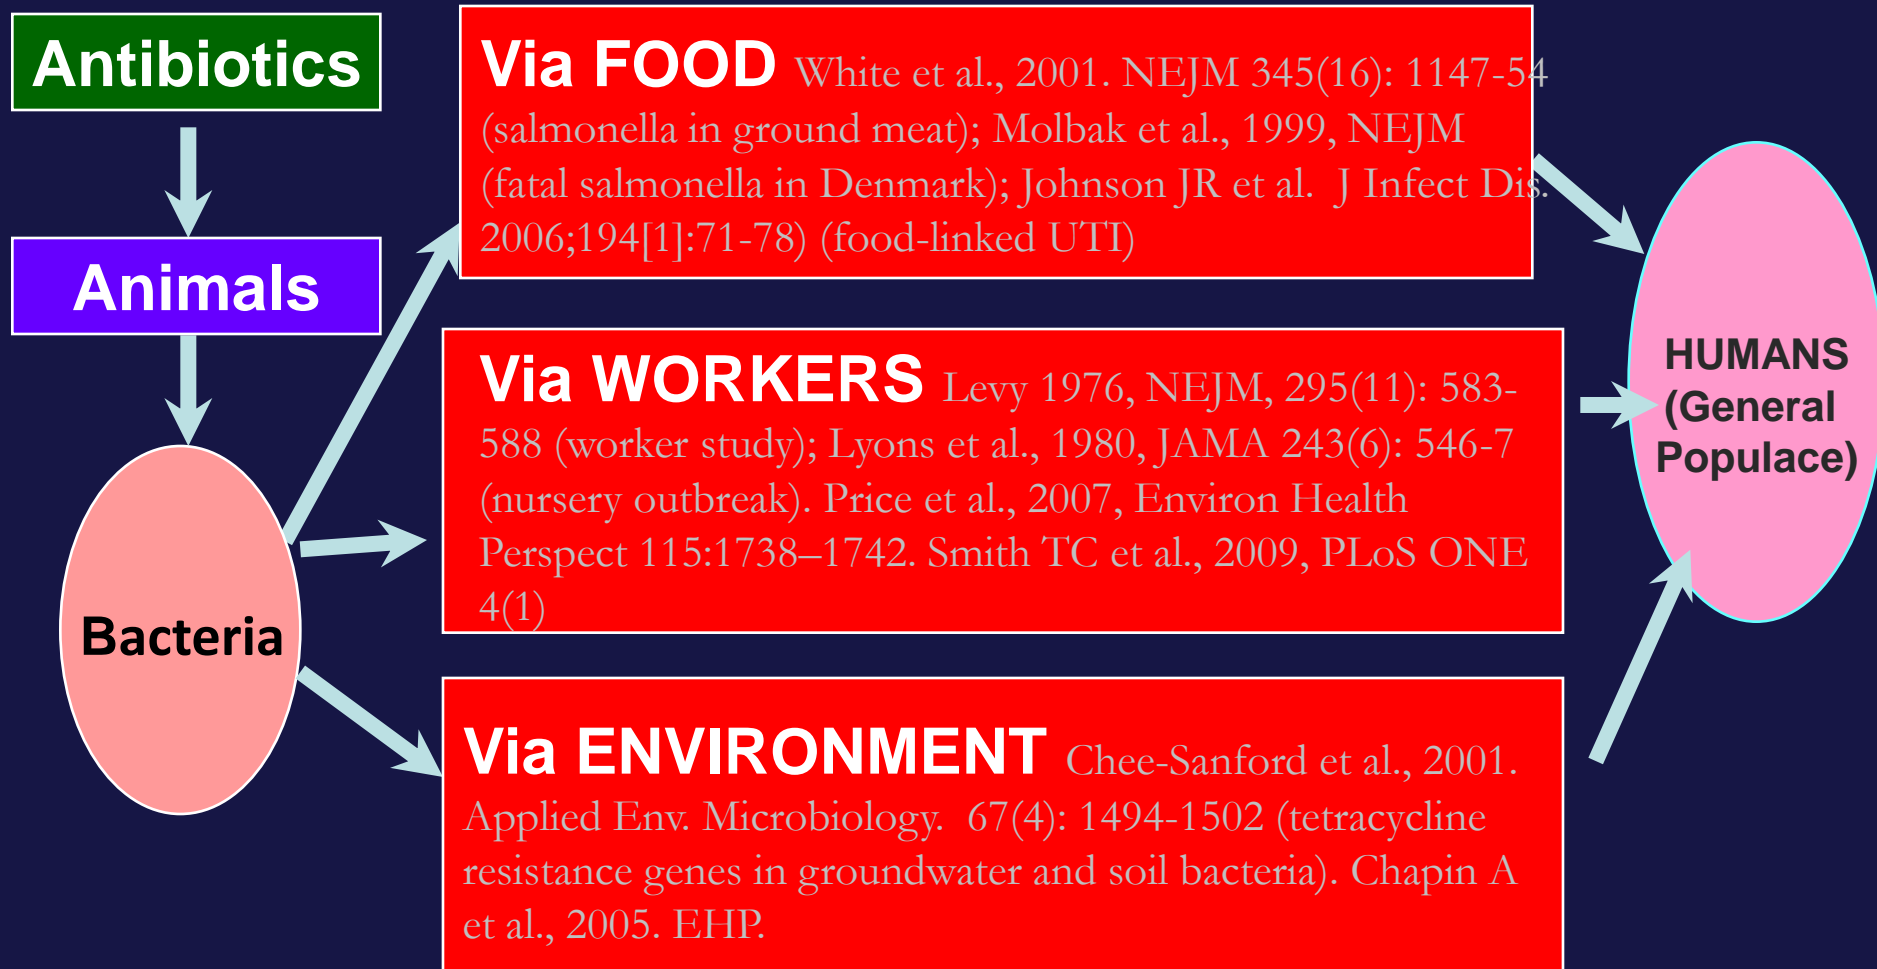 Antibiotics
Animals
Bacteria
Via FOOD White et al., 2001. NEJM 345(16): 1147-54
(salmonella in ground meat); Molbak et al., 1999, NEJM
(fatal salmonella in Denmark); Johnson JR et al.  J Infect Dis.
2006;194[1]:71-78) (food-linked UTI)
Via WORKERS Levy 1976, NEJM, 295(11): 583-
588 (worker study); Lyons et al., 1980, JAMA 243(6): 546-7
(nursery outbreak). Price et al., 2007, Environ Health
Perspect 115:1738–1742. Smith TC et al., 2009, PLoS ONE
4(1)
Via ENVIRONMENT Chee-Sanford et al., 2001.
Applied Env. Microbiology.  67(4): 1494-1502 (tetracycline
resistance genes in groundwater and soil bacteria). Chapin A
et al., 2005. EHP.
HUMANS
(General
Populace)